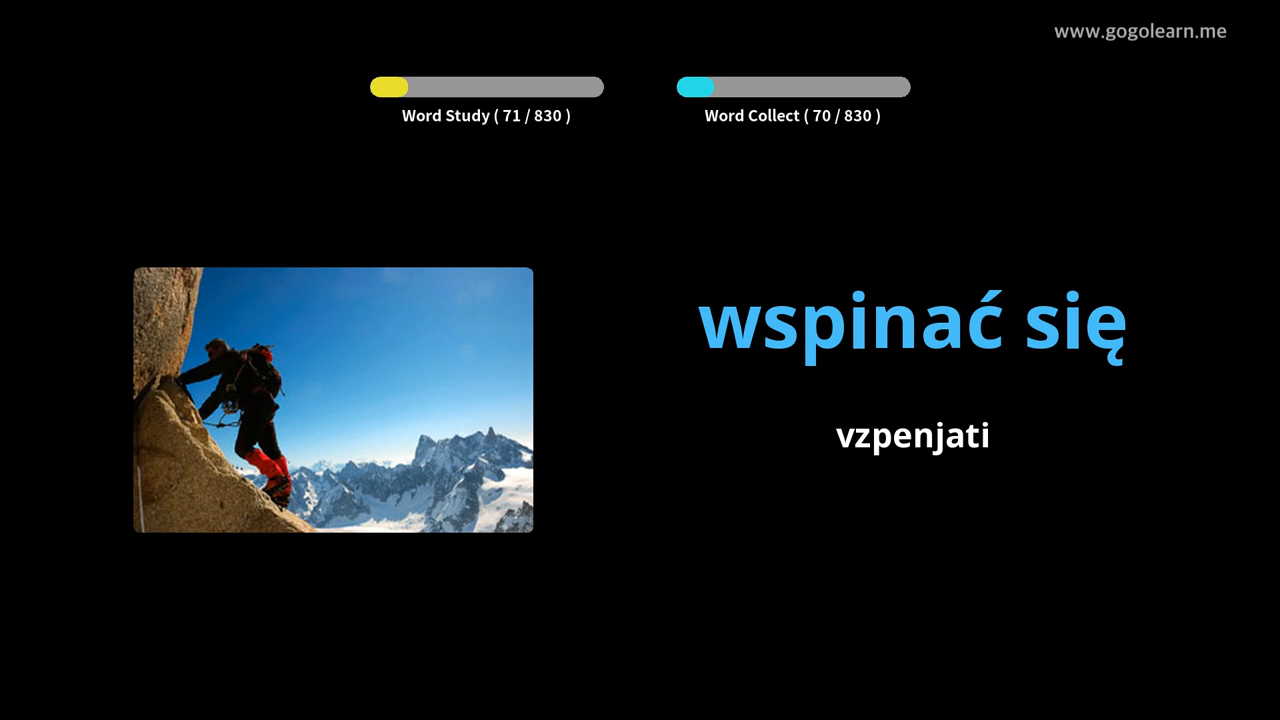 www.gogolearn.me
Word Study ( 71 / 830 )
Word Collect ( 70 / 830 )
wspinać się
vzpenjati